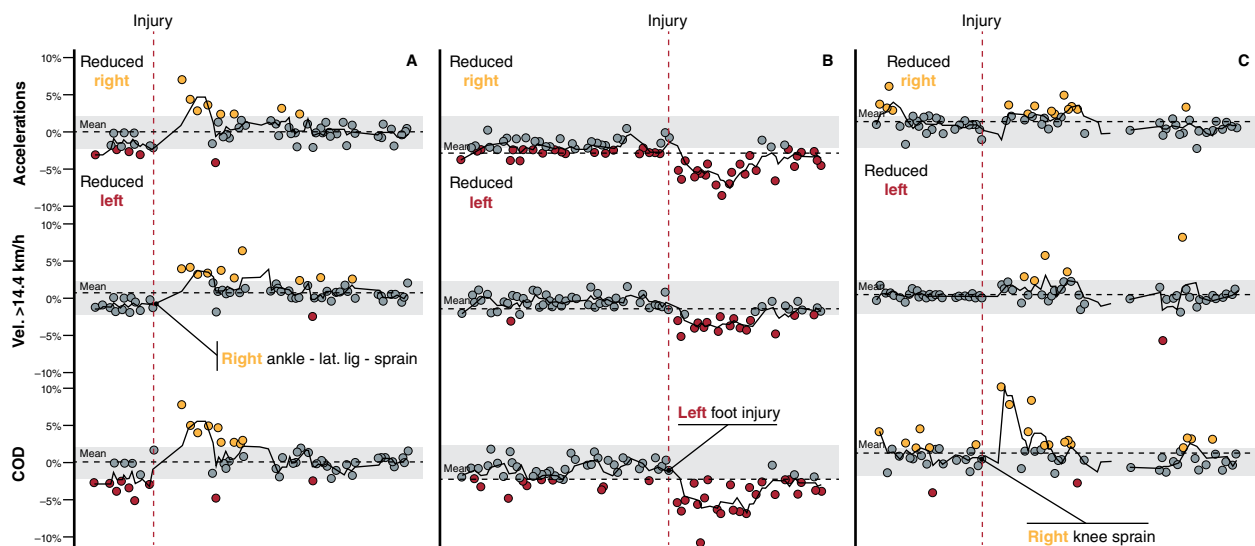 Injury
Injury
Injury
A
B
C
Accelerations
10%
5%
0%
−5%
−10%
Reduced
right
Mean
Reduced
left
Reduced
right
Mean
Reduced
left
Reduced
right
Mean
Reduced
left
Vel. >14.4 km/h
10%
5%
0%
−5%
−10%
Mean
Mean
Mean
Right ankle - lat. lig - sprain
COD
10%
5%
0%
−5%
−10%
Mean
Mean
Mean
Left foot injury
Right knee sprain